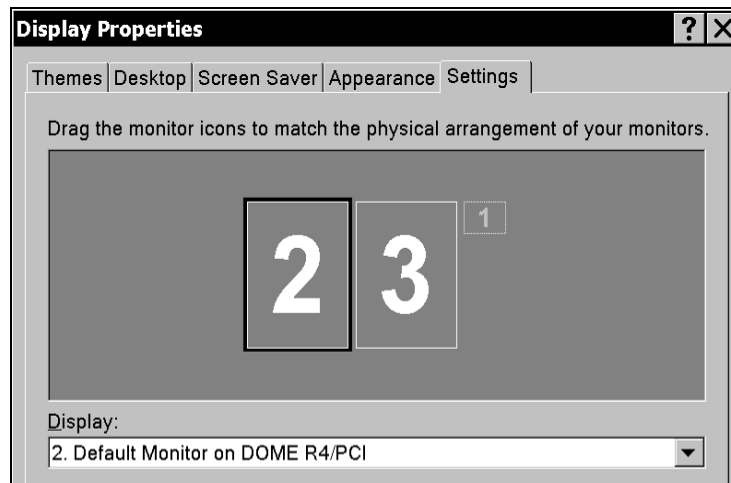 Display Properties
? X
Themes Desktop Screen Saver Appearance Settings
Drag the monitor icons to match the physical arrangement of your monitors.
2 3 1
Display:
2. Default Monitor on DOME R4/PCI